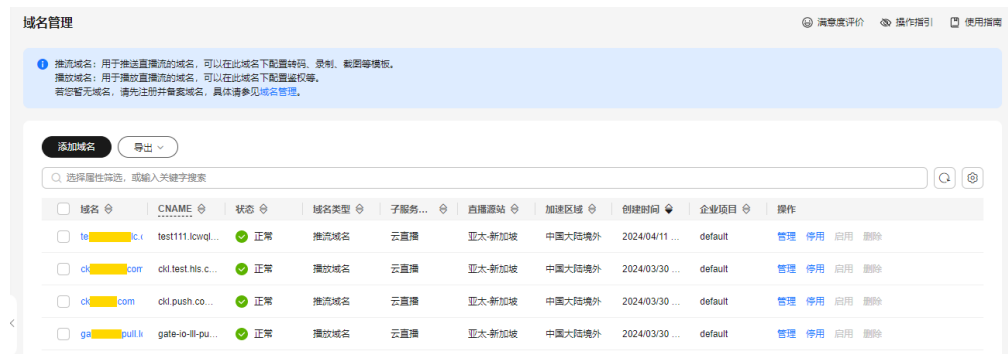 域名管理
满意度评价 操作指引 使用指南
推流域名：用于推送直播流的域名，可以在此域名下配置转码、录制、截图等模板。
播放域名：用于播放直播流的域名，可以在此域名下配置鉴权等。
若您暂无域名，请先注册并备案域名，具体请参见域名管理。
添加域名 导出
选择属性筛选，或输入关键字搜索
域名 CNAME 状态 域名类型 子服务... 直播源站 加速区域 创建时间 企业项目 操作
te lc.c test111.lcwql... 正常 推流域名 云直播 亚太-新加坡 中国大陆境外 2024/04/11 ... default 管理 停用 启用 删除
ck com ckl.test.hls.c... 正常 播放域名 云直播 亚太-新加坡 中国大陆境外 2024/03/30 ... default 管理 停用 启用 删除
ck com ckl.push.co... 正常 推流域名 云直播 亚太-新加坡 中国大陆境外 2024/03/30 ... default 管理 停用 启用 删除
ga pull.lc gate-io-lll-pu... 正常 播放域名 云直播 亚太-新加坡 中国大陆境外 2024/03/30 ... default 管理 停用 启用 删除